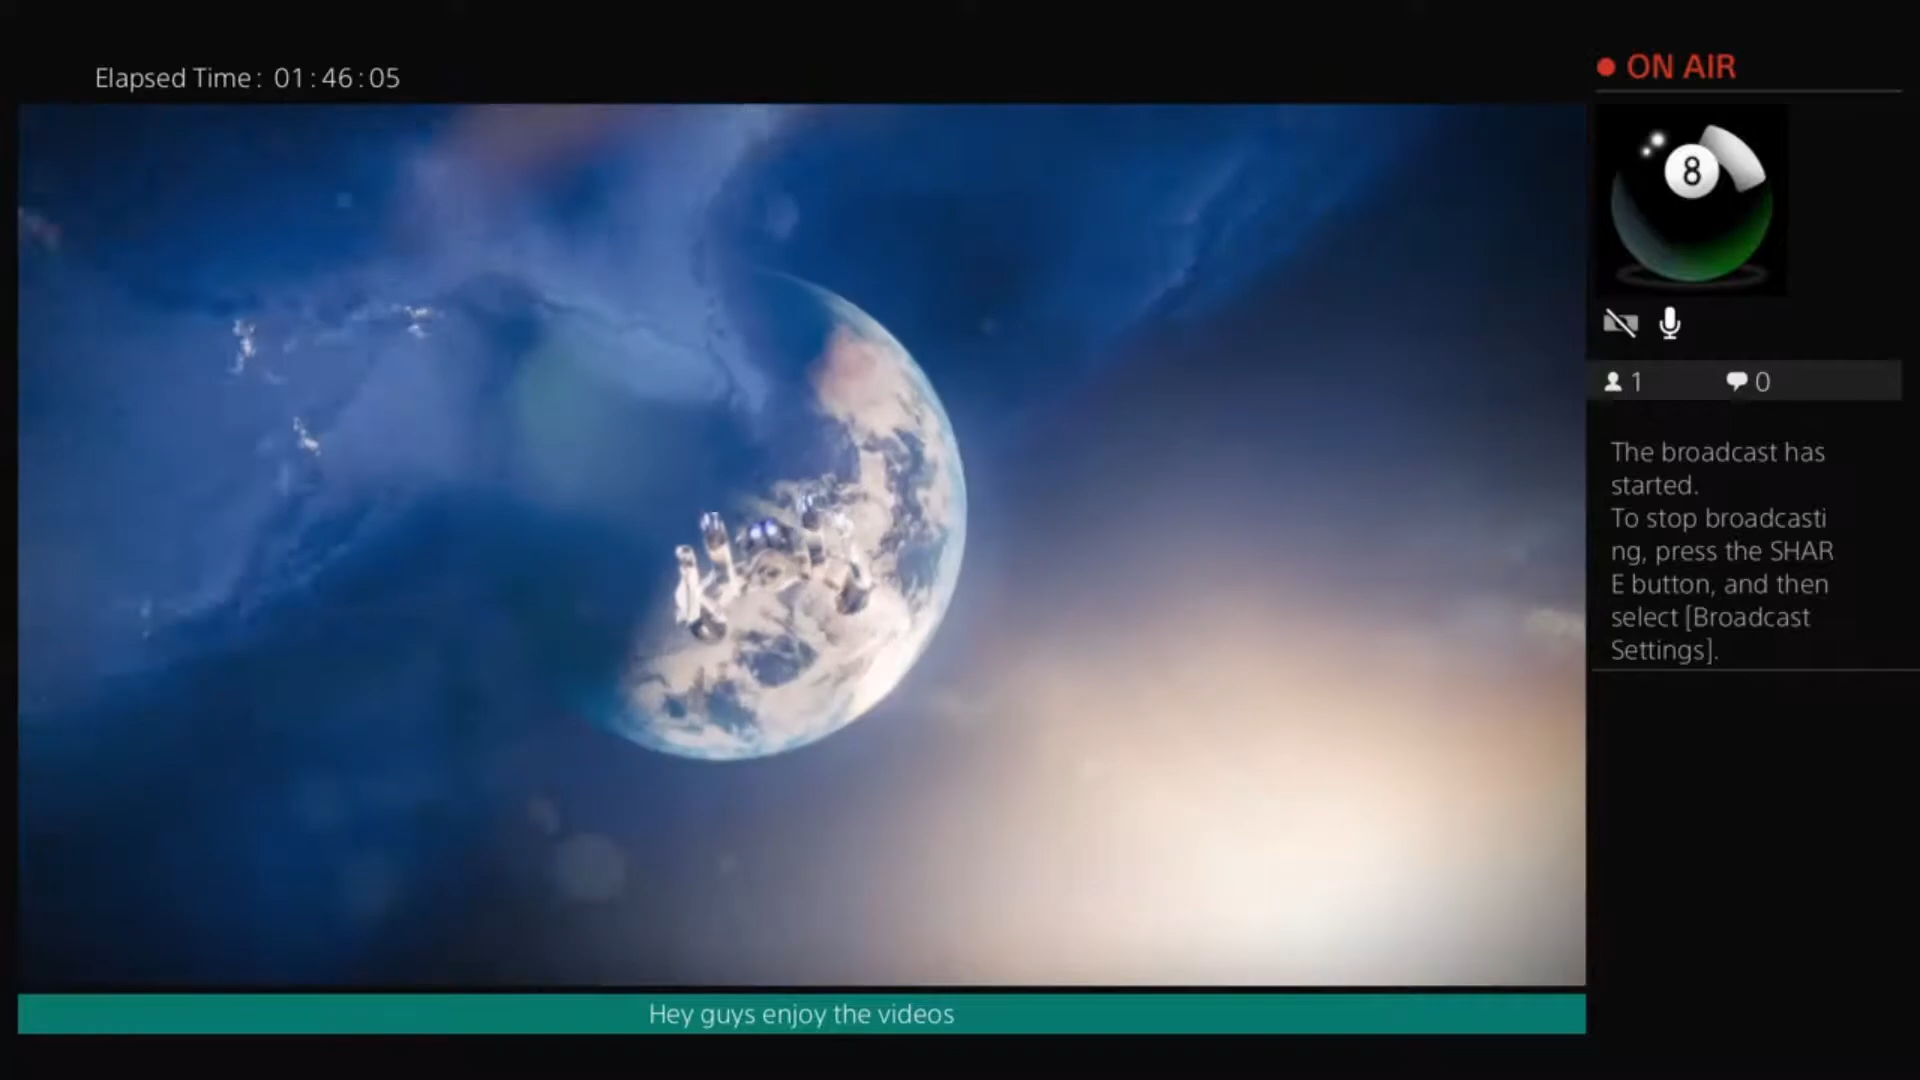 Elapsed Time: 01:46:05
ON AIR
8
1
0
The broadcast has
started.
To stop broadcasti
ng, press the SHAR
E button, and then
select [Broadcast
Settings].
Hey guys enjoy the videos